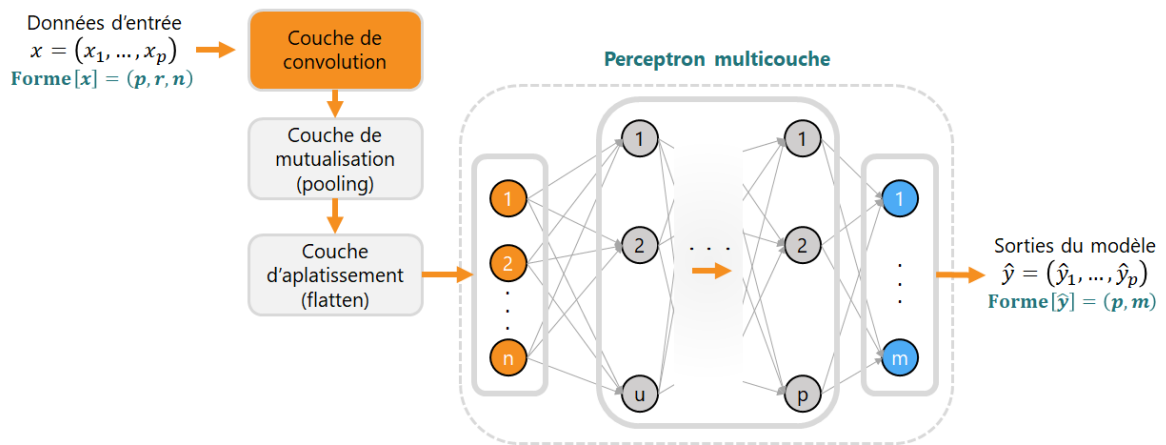 Données d'entrée
x = (x₁, ..., xₚ)
Forme[x] = (p, r, n)
Couche de
convolution
Couche de
mutualisation
(pooling)
Couche
d'aplatissement
(flatten)
Perceptron multicouche
1
2
.
.
.
n
1
2
u
. . .
1
2
p
1
.
.
.
m
Sorties du modèle
ŷ = (ŷ₁, ..., ŷₚ)
Forme[ŷ] = (p, m)